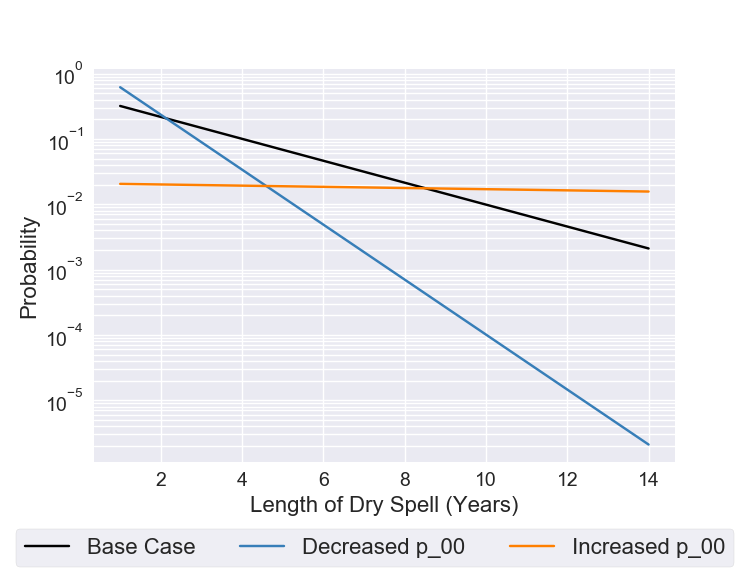 10^0
10^−1
10^−2
10^−3
10^−4
10^−5
Probability
2 4 6 8 10 12 14
Length of Dry Spell (Years)
Base Case Decreased p_00 Increased p_00